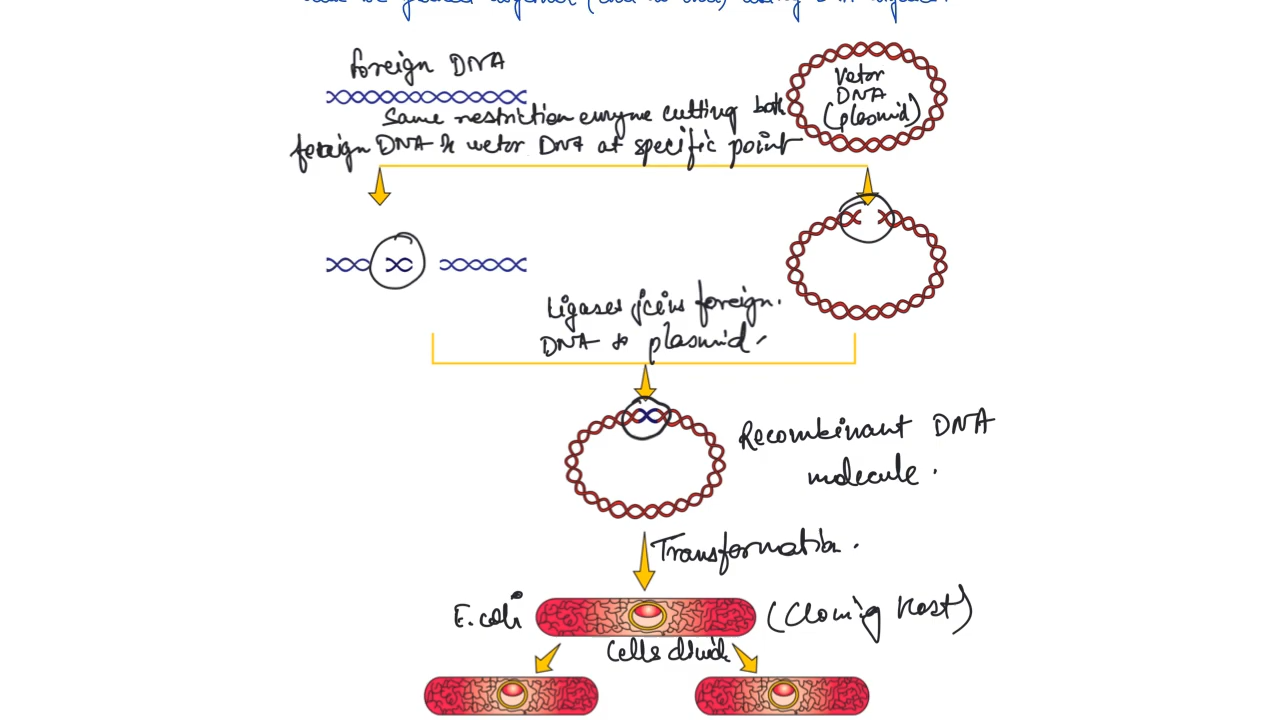 foreign DNA
Vetor
DNA
(plasmid)
Same restriction enzyme cutting both
foreign DNA & vetor DNA at specific point
Ligases joins foreign
DNA to plasmid
Recombinant DNA
molecule.
Transformation.
E. coli
(Cloning Host)
Cells divide